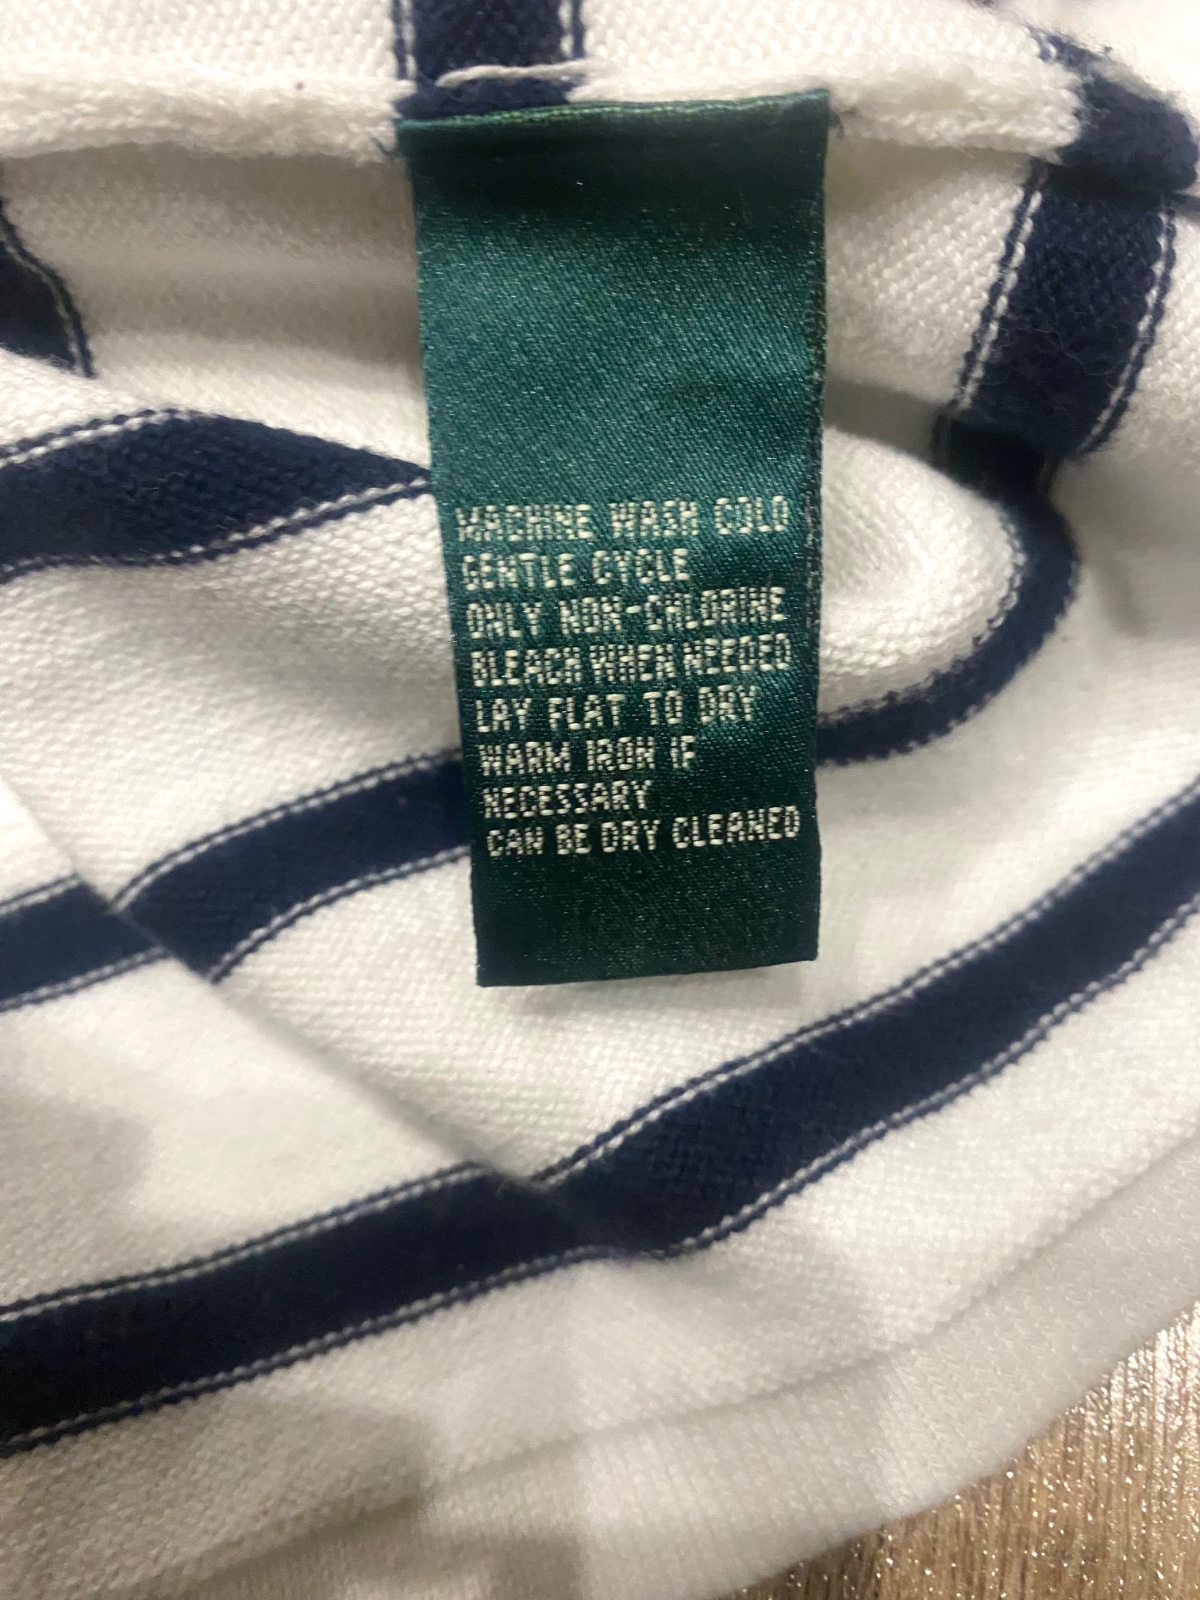 MACHINE WASH COLD
GENTLE CYCLE
ONLY NON-CHLORINE
BLEACH WHEN NEEDED
LAY FLAT TO DRY
WARM IRON IF
NECESSARY
CAN BE DRY CLEANED